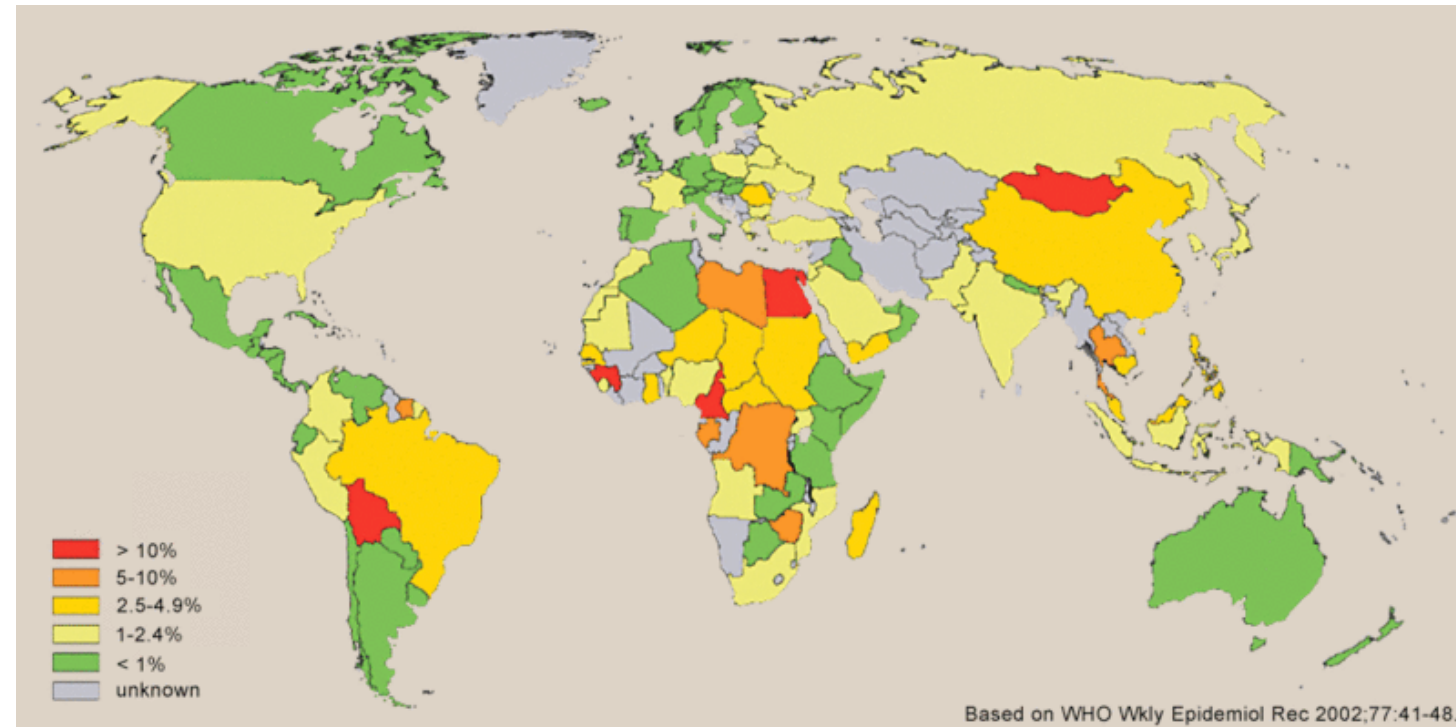 > 10%
5-10%
2.5-4.9%
1-2.4%
< 1%
unknown
Based on WHO Wkly Epidemiol Rec 2002;77:41-48.